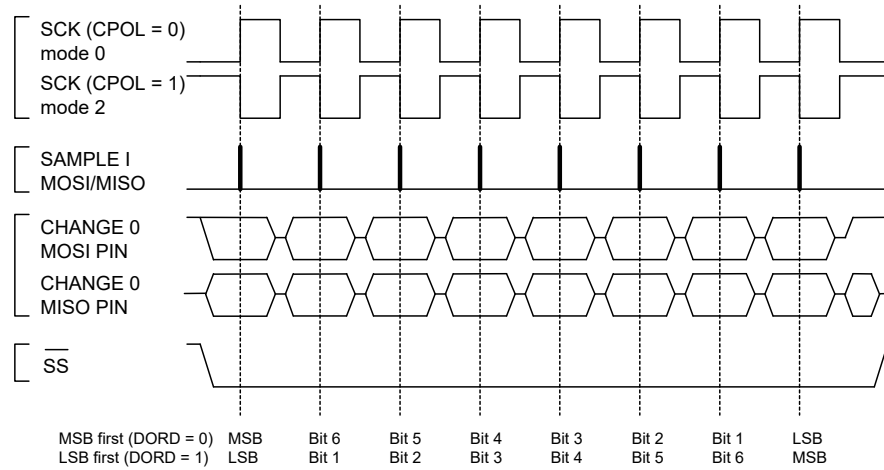 SCK (CPOL = 0)
mode 0
SCK (CPOL = 1)
mode 2
SAMPLE I
MOSI/MISO
CHANGE 0
MOSI PIN
CHANGE 0
MISO PIN
SS
MSB first (DORD = 0) MSB Bit 6 Bit 5 Bit 4 Bit 3 Bit 2 Bit 1 LSB
LSB first (DORD = 1) LSB Bit 1 Bit 2 Bit 3 Bit 4 Bit 5 Bit 6 MSB